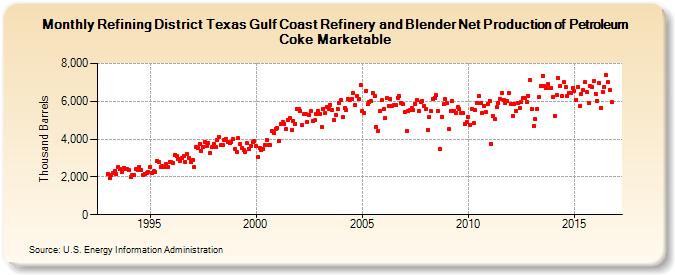 Monthly Refining District Texas Gulf Coast Refinery and Blender Net Production of Petroleum
Coke Marketable
Thousand Barrels
8,000
6,000
4,000
2,000
0
1995
2000
2005
2010
2015
Source: U.S. Energy Information Administration